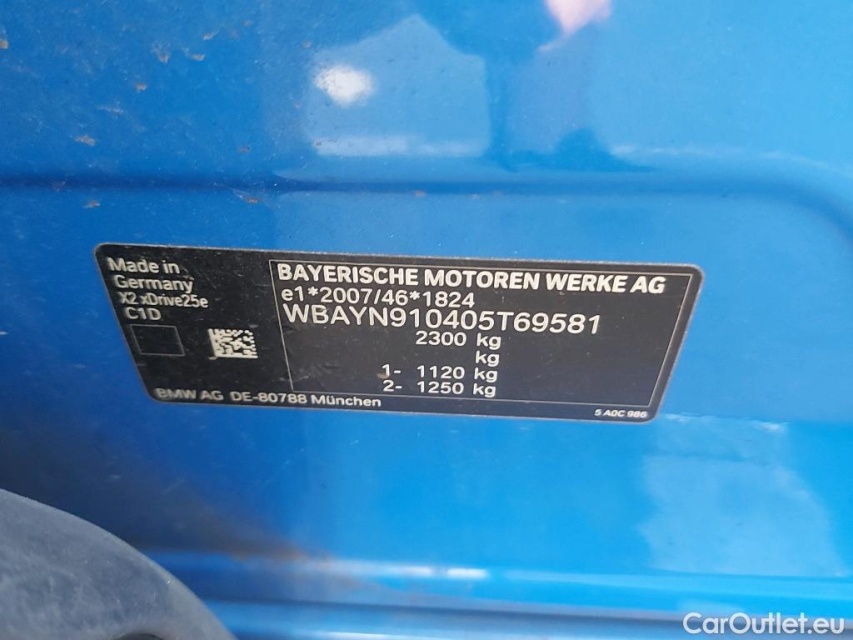 Made in
Germany
X2 xDrive25e
C1D
BAYERISCHE MOTOREN WERKE AG
e1*2007/46*1824
WBAYN910405T69581
2300 kg
kg
1- 1120 kg
2- 1250 kg
BMW AG DE-80788 München
5 A0C 986
CarOutlet.eu